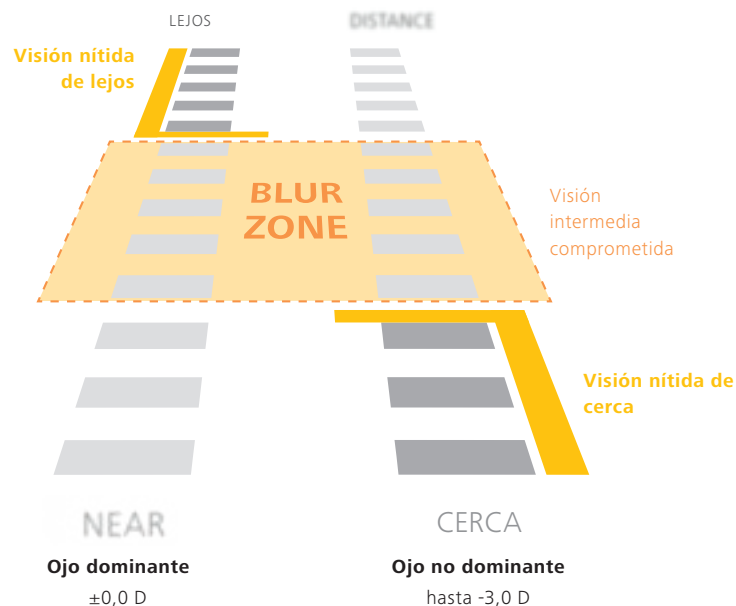 LEJOS
DISTANCE
Visión nítida
de lejos
BLUR
ZONE
Visión
intermedia
comprometida
Visión nítida de
cerca
NEAR
CERCA
Ojo dominante
Ojo no dominante
±0,0 D
hasta -3,0 D